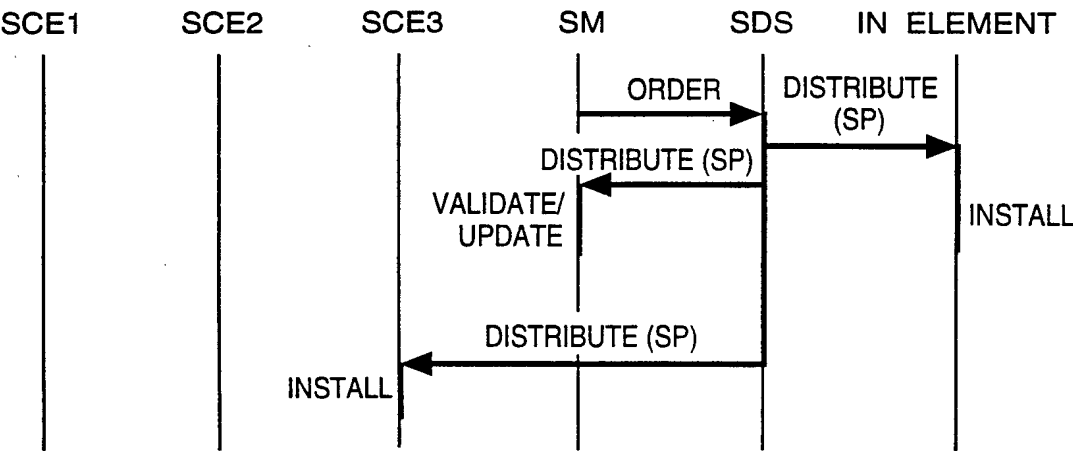 SCE1 SCE2 SCE3 SM SDS IN ELEMENT
ORDER
DISTRIBUTE
(SP)
DISTRIBUTE (SP)
VALIDATE/
UPDATE
INSTALL
DISTRIBUTE (SP)
INSTALL